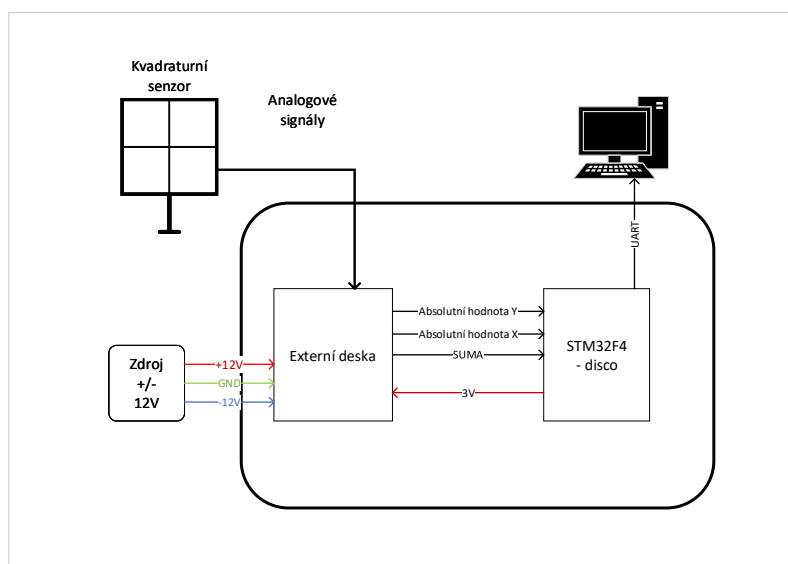 Kvadraturní
senzor
Analogové
signály
UART
Absolutní hodnota Y
Absolutní hodnota X
SUMA
3V
Externí deska
STM32F4
- disco
Zdroj
+/-
12V
+12V
GND
-12V